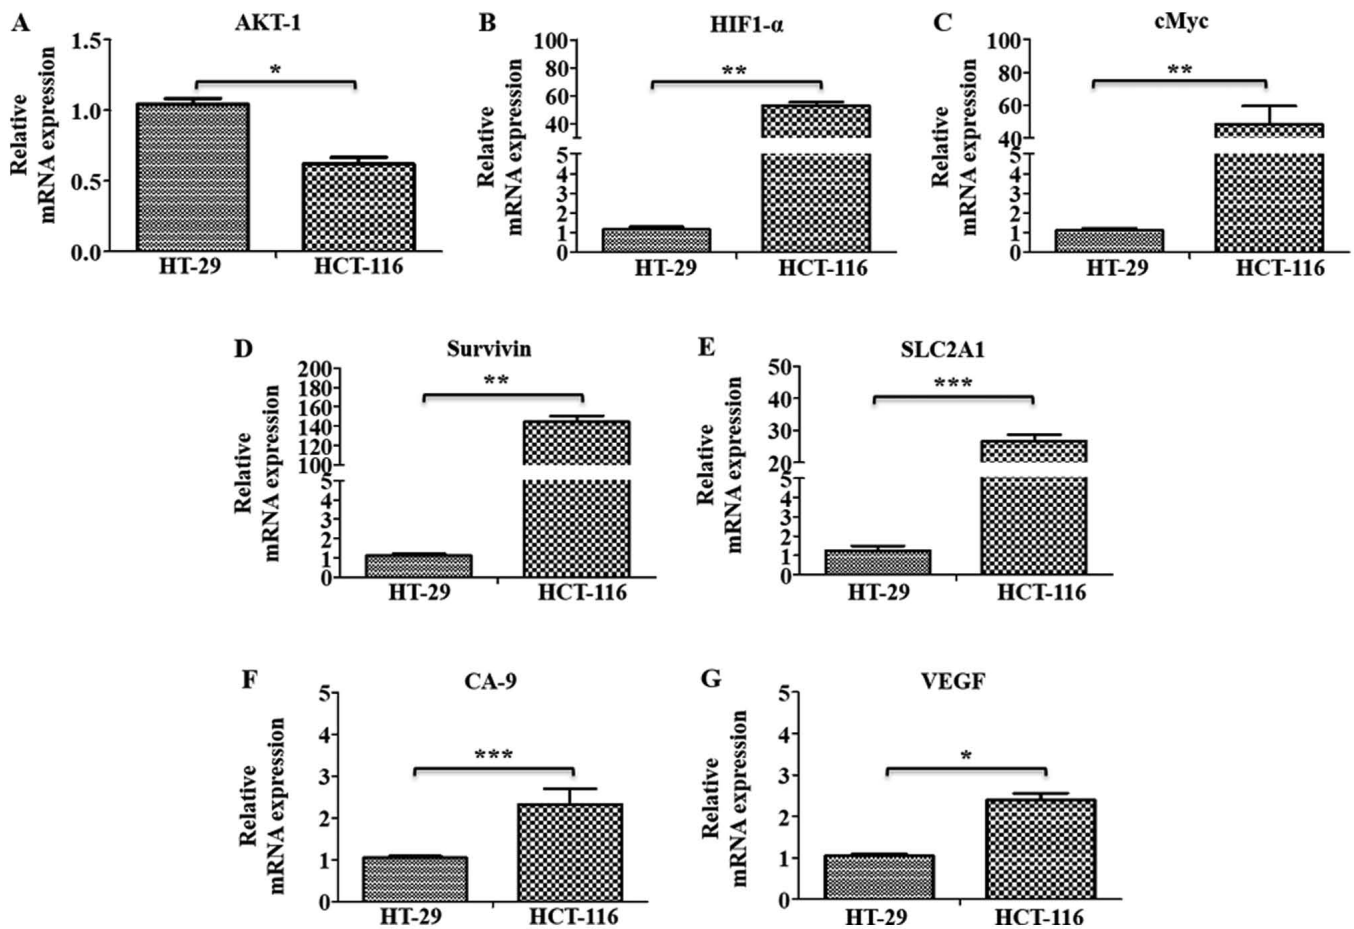 A
AKT-1
Relative
mRNA expression
1.5
1.0
0.5
0.0
*
HT-29
HCT-116
B
HIF1-α
Relative
mRNA expression
100
80
60
40
5
4
3
2
1
0
**
HT-29
HCT-116
C
cMyc
Relative
mRNA expression
100
80
60
40
5
4
3
2
1
0
**
HT-29
HCT-116
D
Survivin
Relative
mRNA expression
200
180
160
140
120
100
5
4
3
2
1
0
**
HT-29
HCT-116
E
SLC2A1
Relative
mRNA expression
50
40
30
20
5
4
3
2
1
0
***
HT-29
HCT-116
F
CA-9
Relative
mRNA expression
5
4
3
2
1
0
***
HT-29
HCT-116
G
VEGF
Relative
mRNA expression
5
4
3
2
1
0
*
HT-29
HCT-116